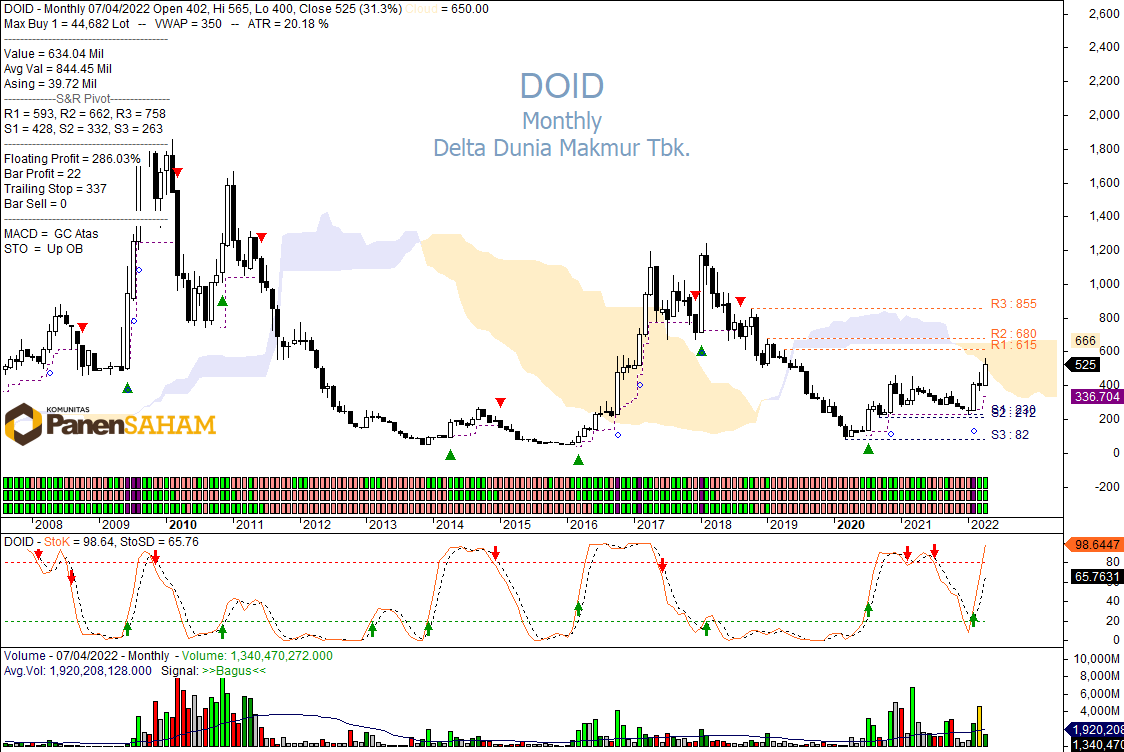 DOID - Monthly 07/04/2022 Open 402, Hi 565, Lo 400, Close 525 (31.3%) Cloud = 650.00
Max Buy 1 = 44,682 Lot -- VWAP = 350 -- ATR = 20.18 %
Value = 634.04 Mil
Avg Val = 844.45 Mil
Asing = 39.72 Mil
-------------S&R Pivot---------------
R1 = 593, R2 = 662, R3 = 758
S1 = 428, S2 = 332, S3 = 263
Floating Profit = 286.03%
Bar Profit = 22
Trailing Stop = 337
Bar Sell = 0
MACD = GC Atas
STO = Up OB
DOID
Monthly
Delta Dunia Makmur Tbk.
KOMUNITAS
PanenSAHAM
R3 : 855
R2 : 680
R1 : 615
S3 : 82
2,600
2,400
2,200
2,000
1,800
1,600
1,400
1,200
1,000
800
666
600
525
400
336.704
200
0
-200
2008 2009 2010 2011 2012 2013 2014 2015 2016 2017 2018 2019 2020 2021 2022
DOID - StoK = 98.64, StoSD = 65.76
98.6447
80
65.7631
40
20
0
Volume - 07/04/2022 - Monthly - Volume: 1,340,470,272.000
Avg.Vol: 1,920,208,128.000 Signal: >>Bagus<<
10,000M
8,000M
6,000M
4,000M
1,920,208
1,340,470